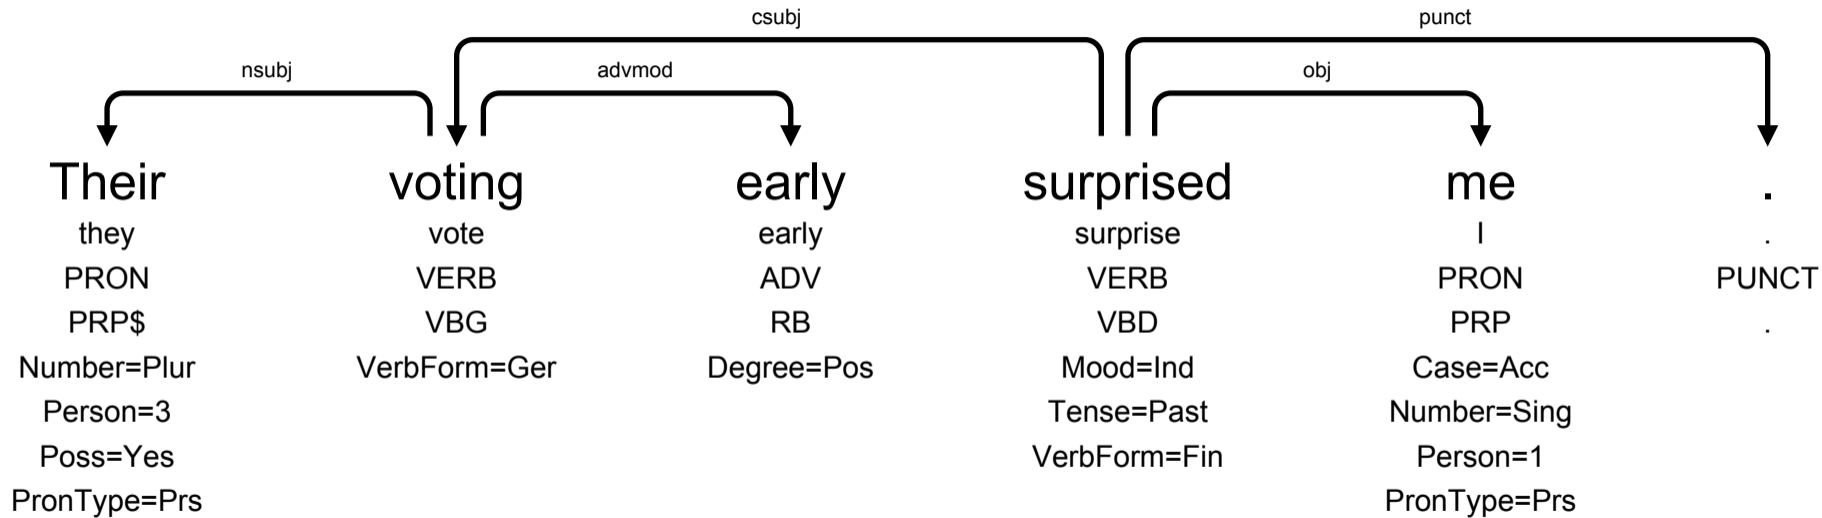 csubj punct
nsubj advmod obj
Their voting early surprised me .
they vote early surprise I .
PRON VERB ADV VERB PRON PUNCT
PRP$ VBG RB VBD PRP .
Number=Plur VerbForm=Ger Degree=Pos Mood=Ind Case=Acc
Person=3 Tense=Past Number=Sing
Poss=Yes VerbForm=Fin Person=1
PronType=Prs PronType=Prs